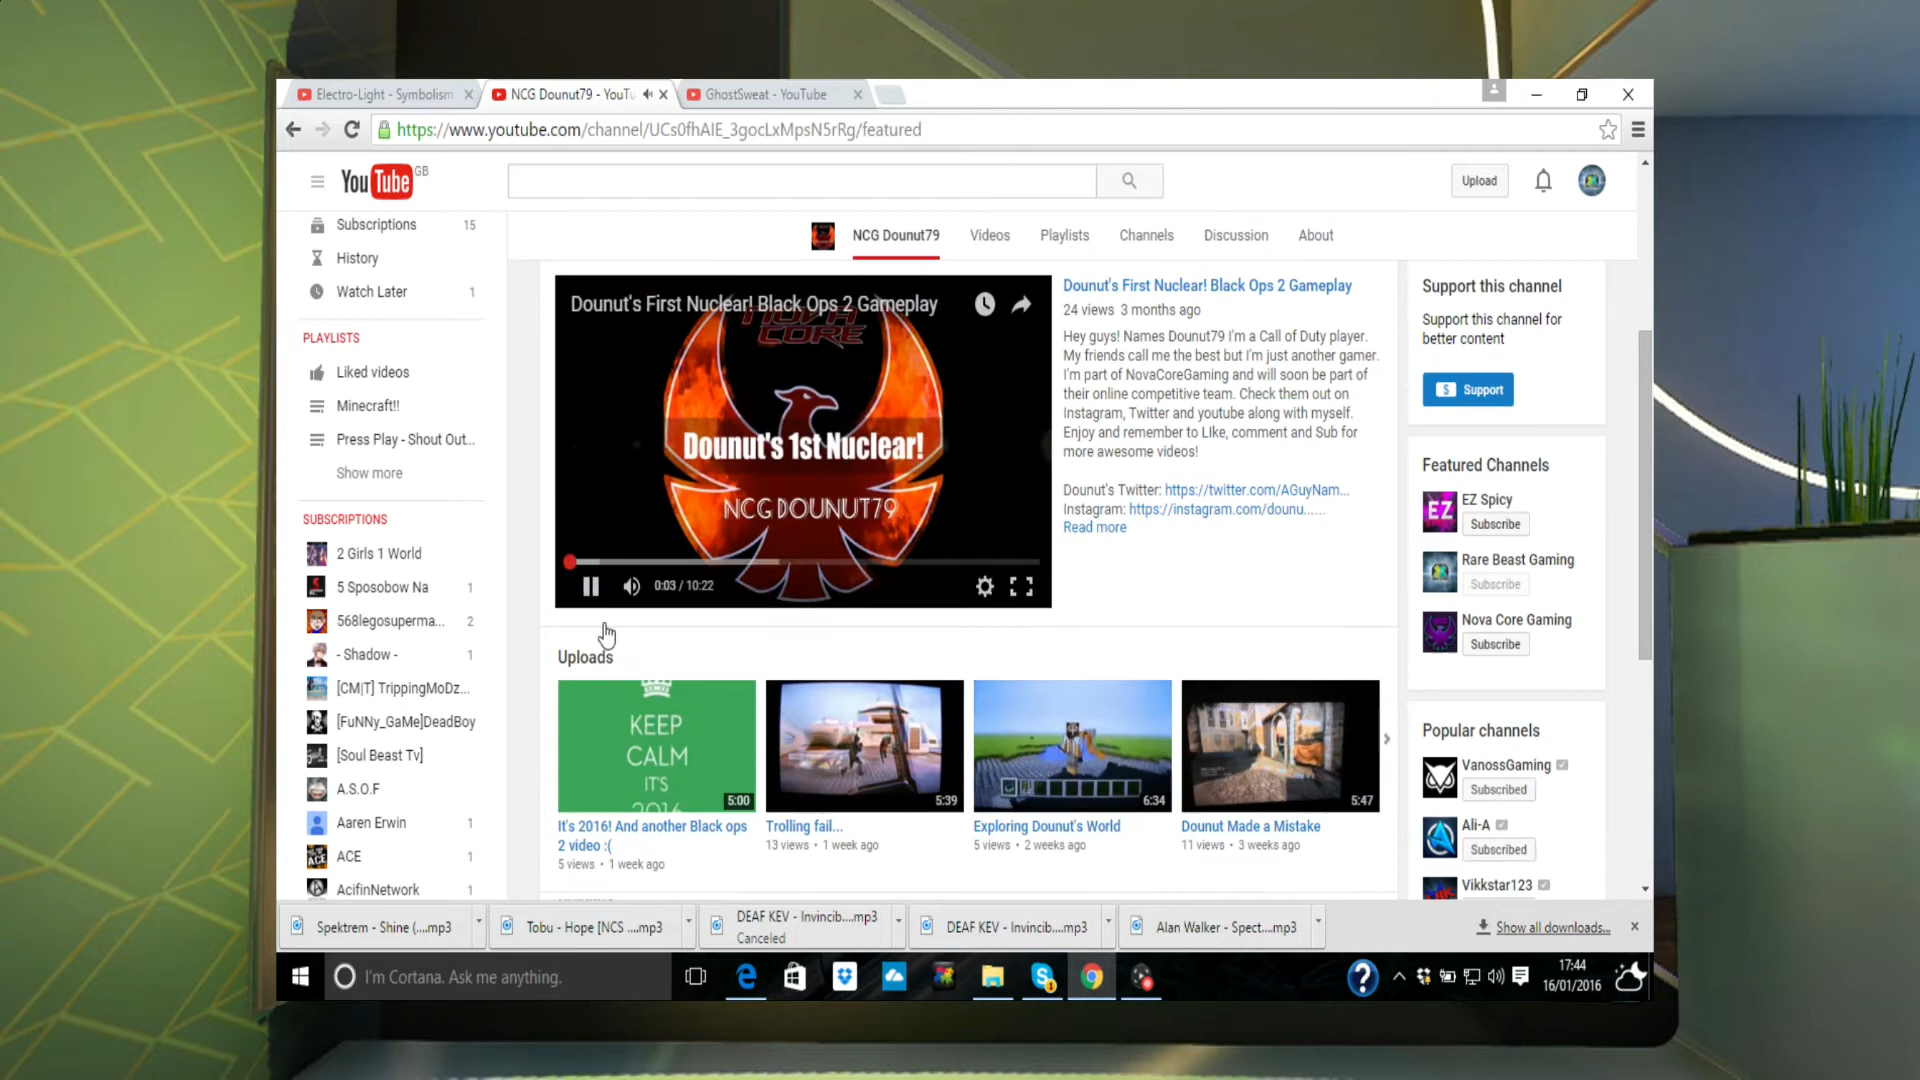 Electro-Light - Symbolism
NCG Dounut79 - YouTu
GhostSweat - YouTube
https://www.youtube.com/channel/UCs0fhAIE_3gocLxMpsN5rRg/featured
YouTube GB
Upload
Subscriptions 15
History
Watch Later 1
PLAYLISTS
Liked videos
Minecraft!!
Press Play - Shout Out...
Show more
SUBSCRIPTIONS
2 Girls 1 World
5 Sposobow Na 1
568legosuperma... 2
- Shadow - 1
[CM|T] TrippingMoDz...
[FuNNy_GaMe]DeadBoy
[Soul Beast Tv]
A.S.O.F
Aaren Erwin 1
ACE 1
AcifinNetwork 1
NCG Dounut79
Videos
Playlists
Channels
Discussion
About
Dounut's First Nuclear! Black Ops 2 Gameplay
NOVA
CORE
Dounut's 1st Nuclear!
NCG DOUNUT79
0:03 / 10:22
Dounut's First Nuclear! Black Ops 2 Gameplay
24 views 3 months ago
Hey guys! Names Dounut79 I'm a Call of Duty player.
My friends call me the best but I'm just another gamer.
I'm part of NovaCoreGaming and will soon be part of
their online competitive team. Check them out on
Instagram, Twitter and youtube along with myself.
Enjoy and remember to LIke, comment and Sub for
more awesome videos!
Dounut's Twitter: https://twitter.com/AGuyNam...
Instagram: https://instagram.com/dounu......
Read more
Uploads
KEEP
CALM
IT'S
2016
5:00
It's 2016! And another Black ops
2 video :(
5 views • 1 week ago
5:39
Trolling fail...
13 views • 1 week ago
6:34
Exploring Dounut's World
5 views • 2 weeks ago
5:47
Dounut Made a Mistake
11 views • 3 weeks ago
Support this channel
Support this channel for
better content
Support
Featured Channels
EZ
EZ Spicy
Subscribe
Rare Beast Gaming
Subscribe
Nova Core Gaming
Subscribe
Popular channels
VanossGaming
Subscribed
Ali-A
Subscribed
Vikkstar123
Spektrem - Shine (....mp3
Tobu - Hope [NCS ....mp3
DEAF KEV - Invincib....mp3
Canceled
DEAF KEV - Invincib....mp3
Alan Walker - Spect....mp3
Show all downloads...
I'm Cortana. Ask me anything.
17:44
16/01/2016